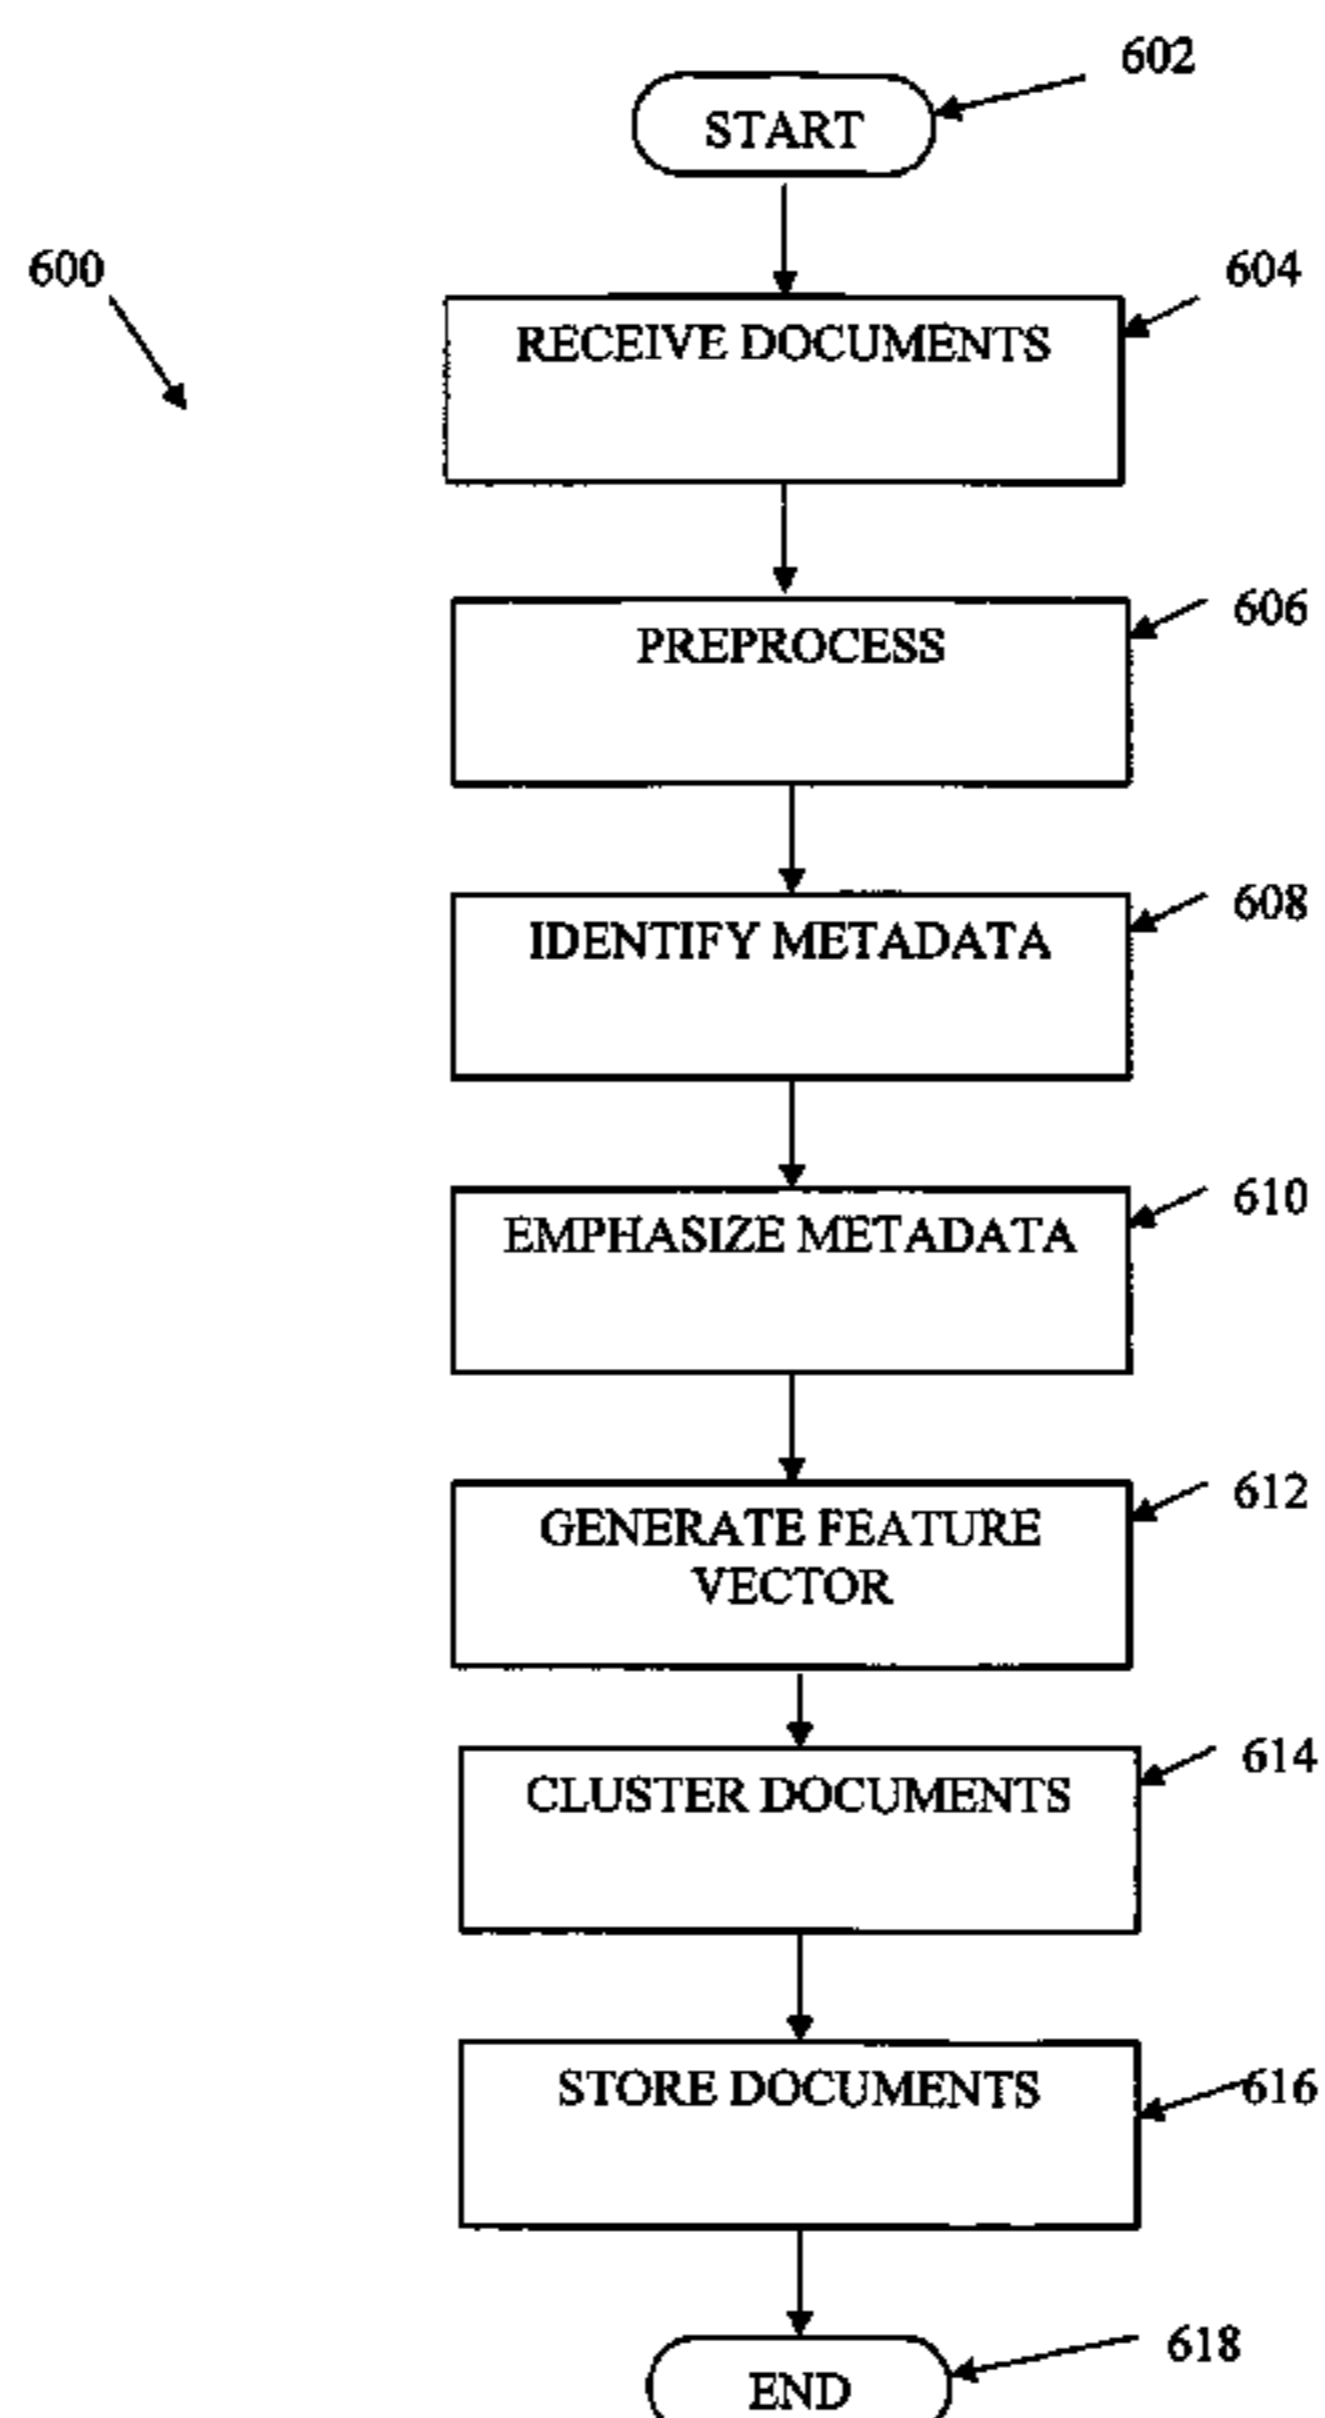 602
START
600
604
RECEIVE DOCUMENTS
606
PREPROCESS
608
IDENTIFY METADATA
610
EMPHASIZE METADATA
612
GENERATE FEATURE
VECTOR
614
CLUSTER DOCUMENTS
616
STORE DOCUMENTS
618
END